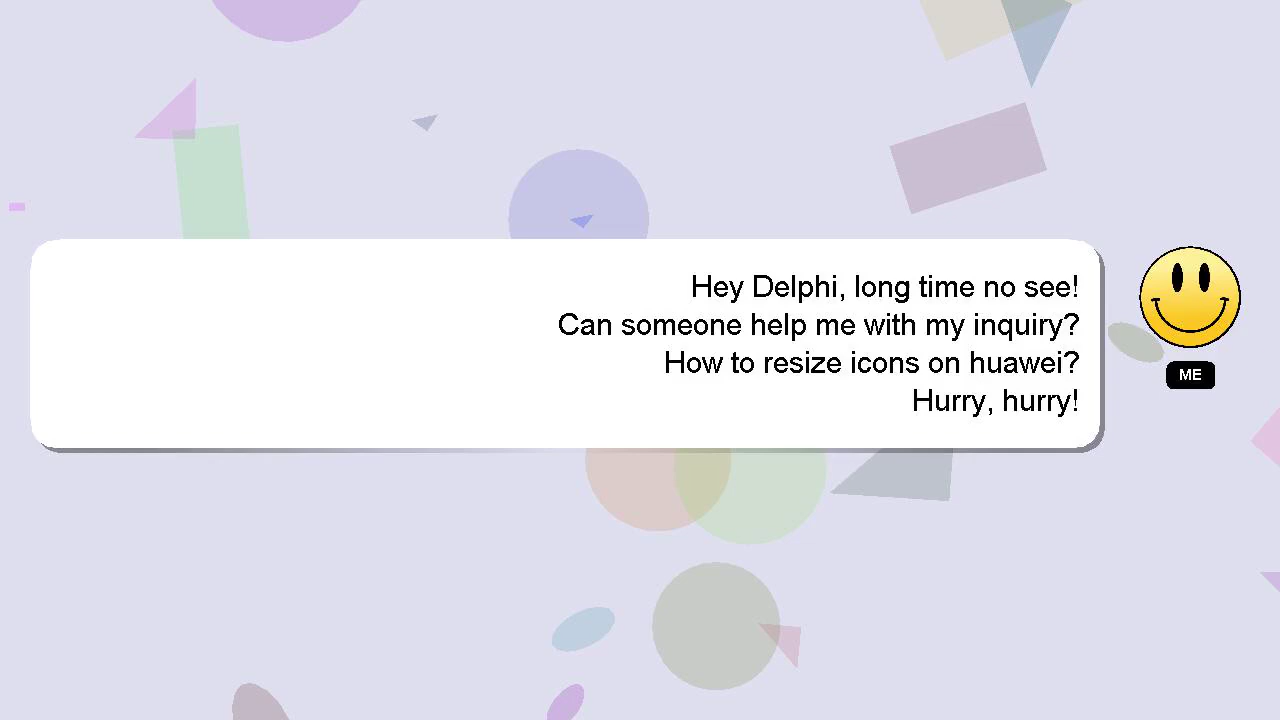 Hey Delphi, long time no see!
Can someone help me with my inquiry?
How to resize icons on huawei?
Hurry, hurry!
ME